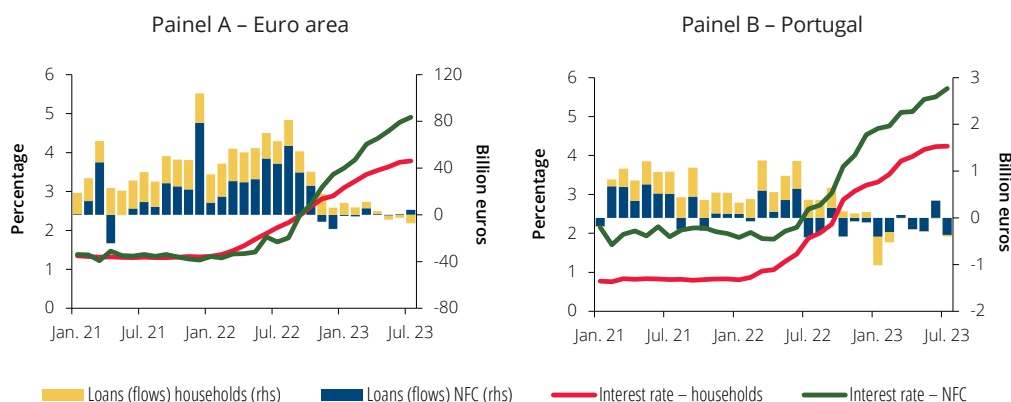 Painel A – Euro area
Painel B – Portugal
Percentage
6
5
4
3
2
1
0
120
80
40
0
-40
-80
Billion euros
Jan. 21 Jul. 21 Jan. 22 Jul. 22 Jan. 23 Jul. 23
Percentage
6
5
4
3
2
1
0
3
2
1
0
-1
-2
Billion euros
Jan. 21 Jul. 21 Jan. 22 Jul. 22 Jan. 23 Jul. 23
Loans (flows) households (rhs) Loans (flows) NFC (rhs) Interest rate – households Interest rate – NFC